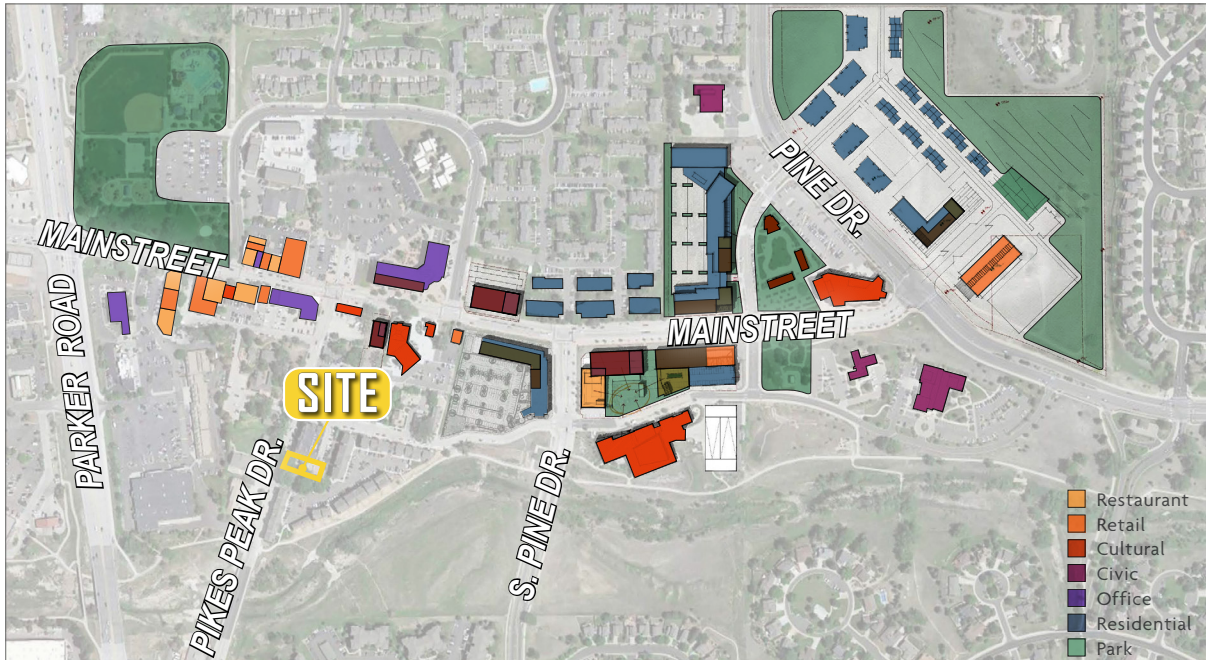 PINE DR.
MAINSTREET
MAINSTREET
PARKER ROAD
SITE
PIKES PEAK DR.
S. PINE DR.
Restaurant
Retail
Cultural
Civic
Office
Residential
Park